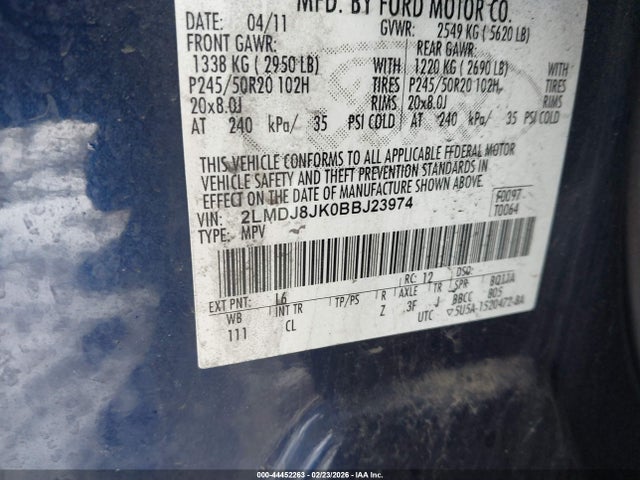 MFD. BY FORD MOTOR CO.
DATE: 04/11 GVWR: 2549 KG ( 5620 LB)
FRONT GAWR: REAR GAWR:
1338 KG ( 2950 LB) WITH 1220 KG ( 2690 LB) WITH
P245/50R20 102H TIRES P245/50R20 102H TIRES
20x8.0J RIMS 20x8.0J RIMS
AT 240 kPa/ 35 PSI COLD AT 240 kPa/ 35 PSI COLD
THIS VEHICLE CONFORMS TO ALL APPLICABLE FEDERAL MOTOR
VEHICLE SAFETY AND THEFT PREVENTION STANDARDS IN
EFFECT ON THE DATE OF MANUFACTURE SHOWN ABOVE.
VIN: 2LMDJ8JK0BBJ23974 F0097
TYPE: MPV T0064
EXT PNT: L6 RC: 12 DSO:
WB INT TR TP/PS R AXLE TR SPR BQJJA
111 CL Z 3F J BBCC BOS
UTC ▽5U5A-1520472-BA
000-44452263 - 02/23/2026 - IAA Inc.